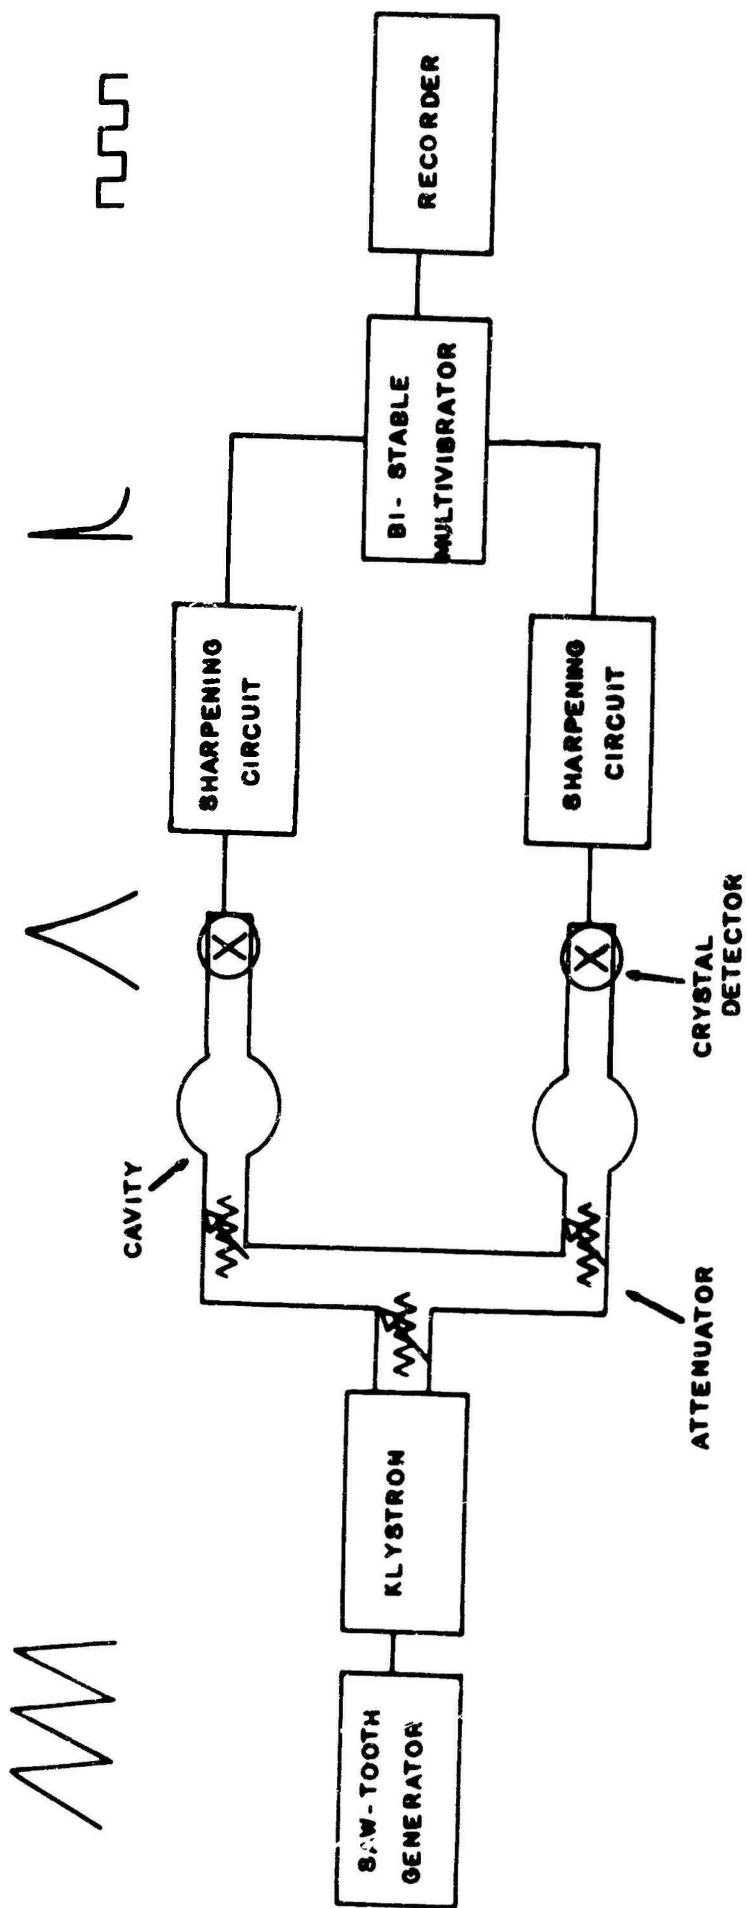 SAW-TOOTH
GENERATOR
KLYSTRON
ATTENUATOR
CAVITY
CRYSTAL
DETECTOR
SHARPENING
CIRCUIT
SHARPENING
CIRCUIT
BI-STABLE
MULTIVIBRATOR
RECORDER